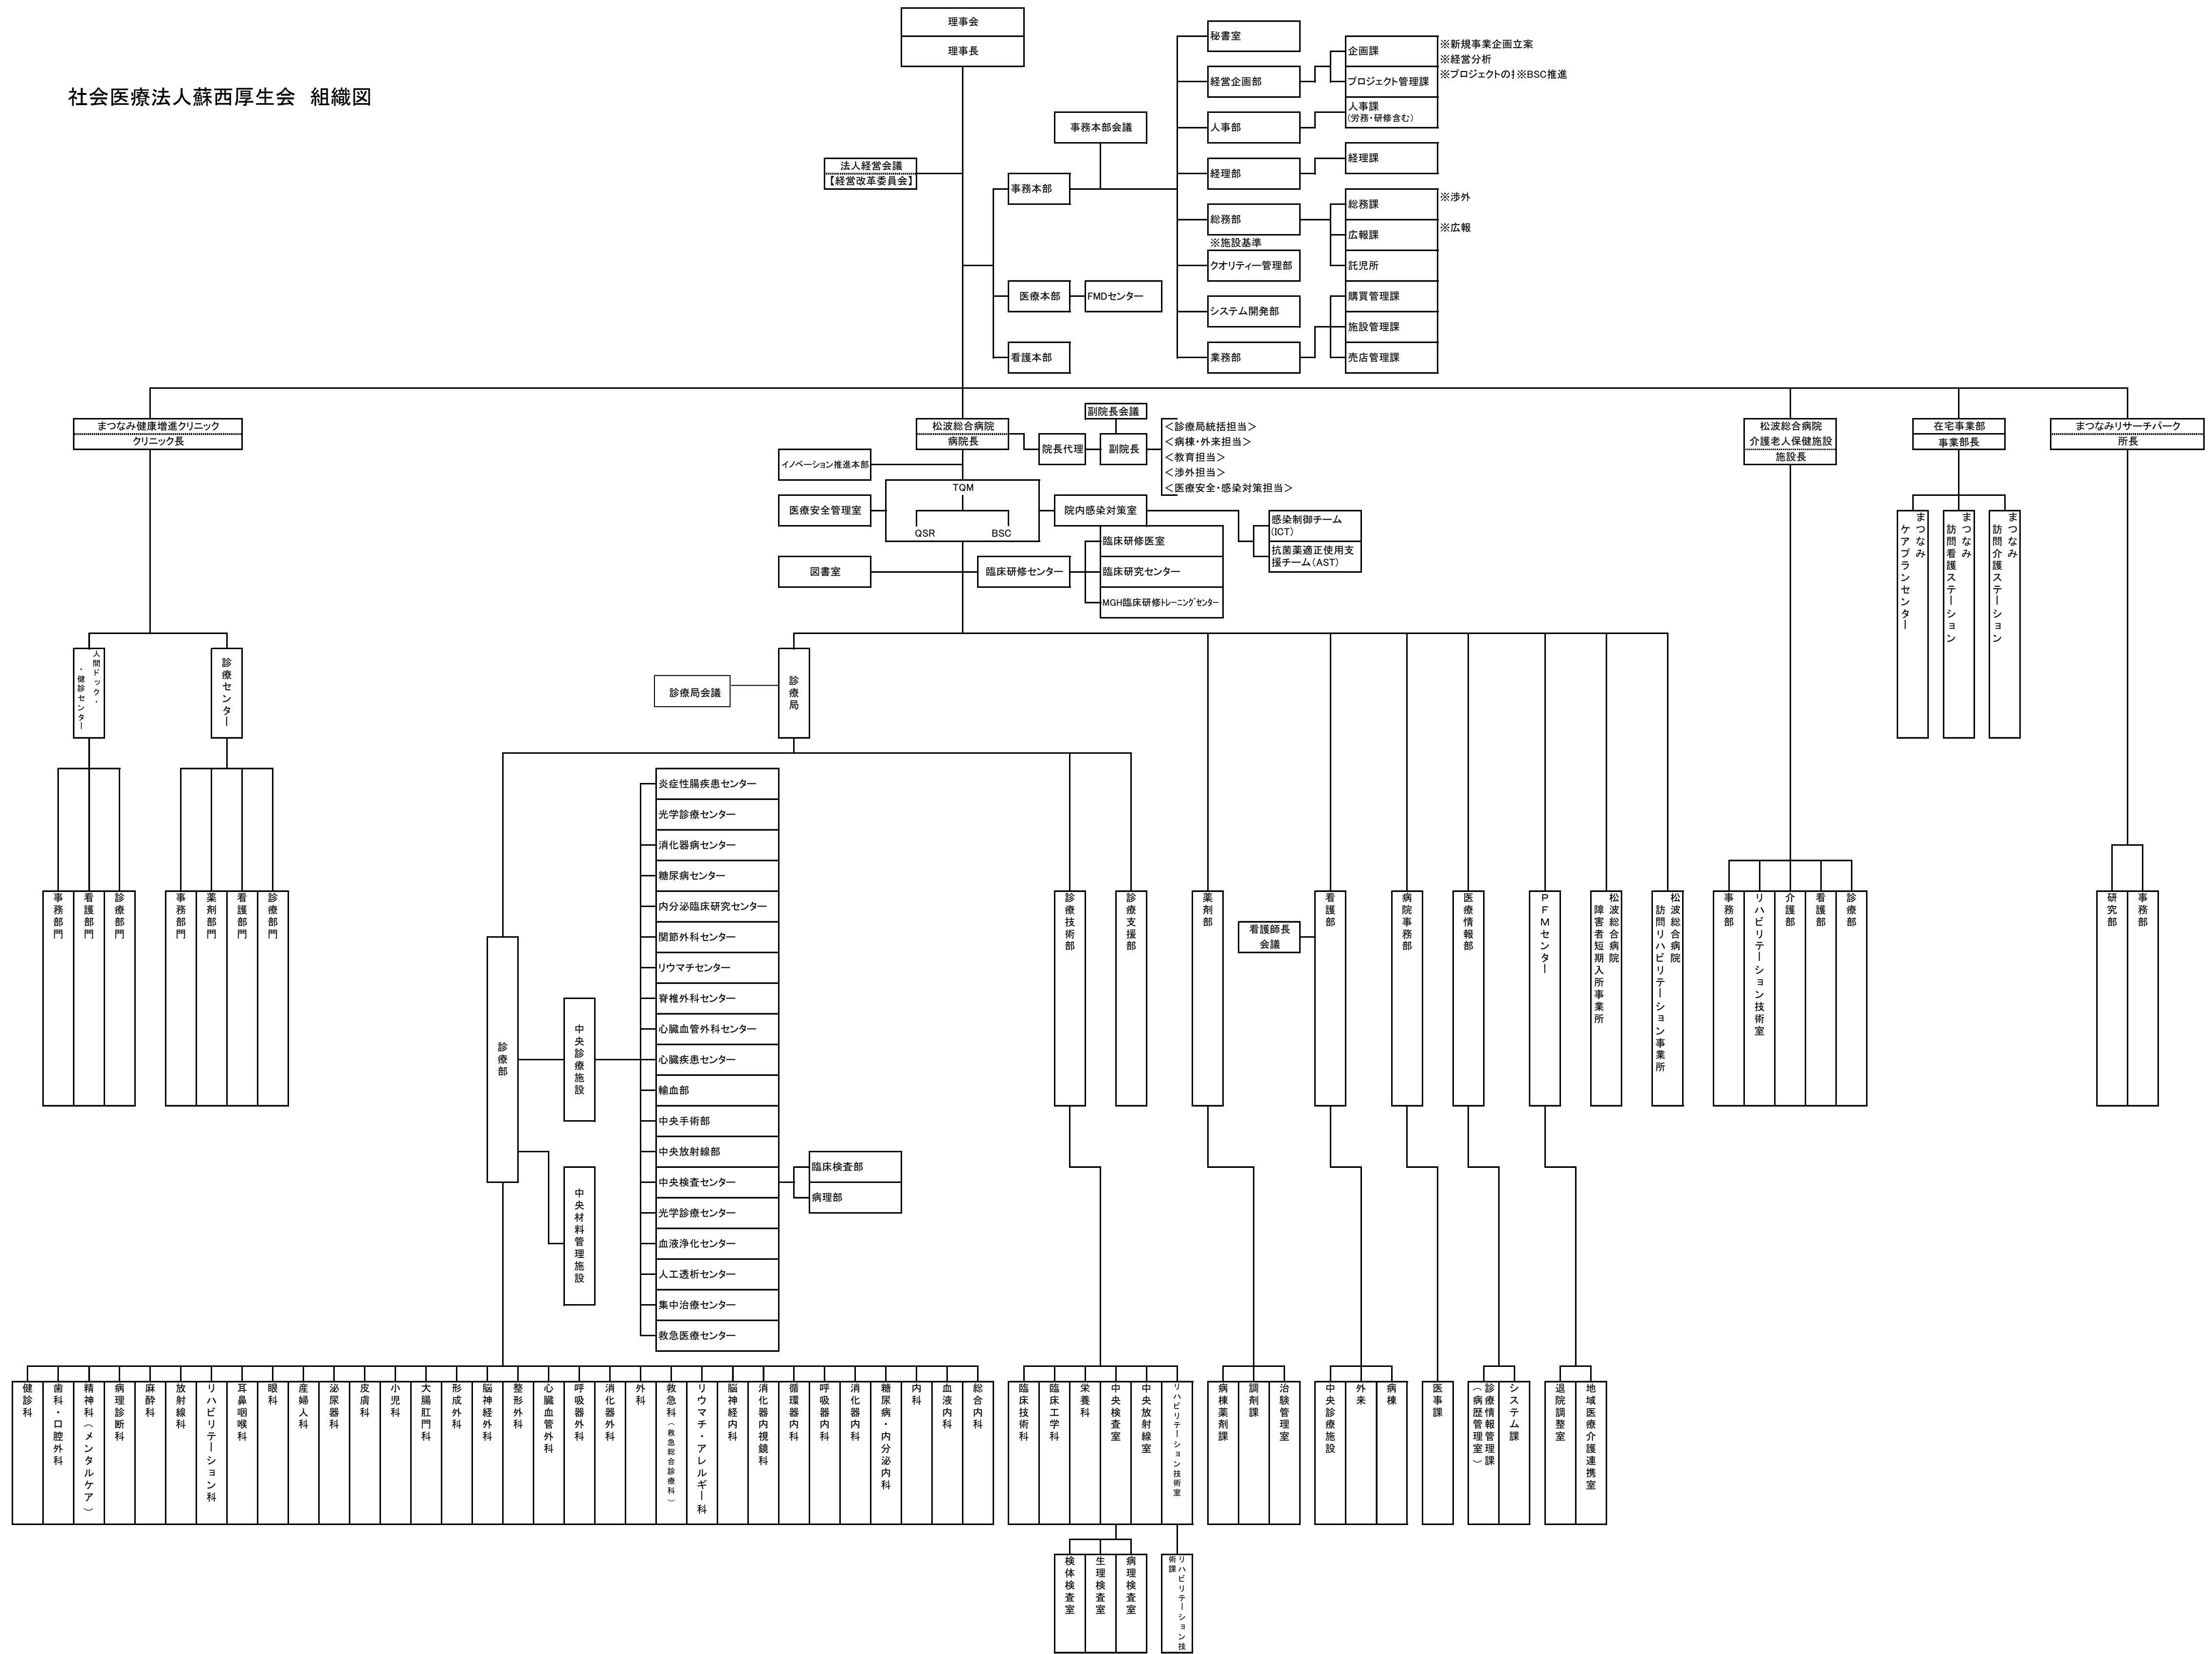 社会医療法人蘇西厚生会　組織図
理事会
理事長
法人経営会議
【経営改革委員会】
事務本部会議
事務本部
医療本部
FMDセンター
看護本部
秘書室
経営企画部
人事部
経理部
総務部
※施設基準
クオリティー管理部
システム開発部
業務部
企画課
プロジェクト管理課
人事課
(労務・研修含む)
経理課
総務課
広報課
託児所
購買管理課
施設管理課
売店管理課
※新規事業企画立案
※経営分析
※プロジェクトの
※BSC推進
※渉外
※広報
まつなみ健康増進クリニック
クリニック長
松波総合病院
病院長
院長代理
副院長会議
副院長
＜診療局統括担当＞
＜病棟・外来担当＞
＜教育担当＞
＜渉外担当＞
＜医療安全・感染対策担当＞
松波総合病院
介護老人保健施設
施設長
在宅事業部
事業部長
まつなみリサーチパーク
所長
イノベーション推進本部
医療安全管理室
TQM
QSR
BSC
院内感染対策室
感染制御チーム
(ICT)
抗菌薬適正使用支
援チーム(AST)
図書室
臨床研修センター
臨床研修医室
臨床研究センター
MGH臨床研修トレーニングセンター
まつなみ
ケアプランセンター
まつなみ
訪問看護ステーション
まつなみ
訪問介護ステーション
人間ドック・
・健診センター
診療センター
診療局会議
診療局
事務部門
看護部門
診療部門
事務部門
薬剤部門
看護部門
診療部門
診療部
中央診療施設
中央材料管理施設
炎症性腸疾患センター
光学診療センター
消化器病センター
糖尿病センター
内分泌臨床研究センター
関節外科センター
リウマチセンター
脊椎外科センター
心臓血管外科センター
心臓疾患センター
輸血部
中央手術部
中央放射線部
中央検査センター
光学診療センター
血液浄化センター
人工透析センター
集中治療センター
救急医療センター
臨床検査部
病理部
診療技術部
診療支援部
薬剤部
看護師長
会議
看護部
病院事務部
医療情報部
PFMセンター
松波総合病院
障害者短期入所事業所
松波総合病院
訪問リハビリテーション事業所
事務部
リハビリテーション技術室
介護部
看護部
診療部
研究部
事務部
健診科
歯科・口腔外科
精神科（メンタルケア）
病理診断科
麻酔科
放射線科
リハビリテーション科
耳鼻咽喉科
眼科
産婦人科
泌尿器科
皮膚科
小児科
大腸肛門科
形成外科
脳神経外科
整形外科
心臓血管外科
呼吸器外科
消化器外科
外科
救急科（救急総合診療科）
リウマチ・アレルギー科
脳神経内科
消化器内視鏡科
循環器内科
呼吸器内科
消化器内科
糖尿病・内分泌内科
内科
血液内科
総合内科
臨床技術科
臨床工学科
栄養科
中央検査室
中央放射線室
リハビリテーション技術室
病棟薬剤課
調剤課
治験管理室
中央診療施設
外来
病棟
医事課
診療情報管理課
（病歴管理室）
システム課
退院調整室
地域医療介護連携室
検体検査室
生理検査室
病理検査室
リハビリテーション技
術課